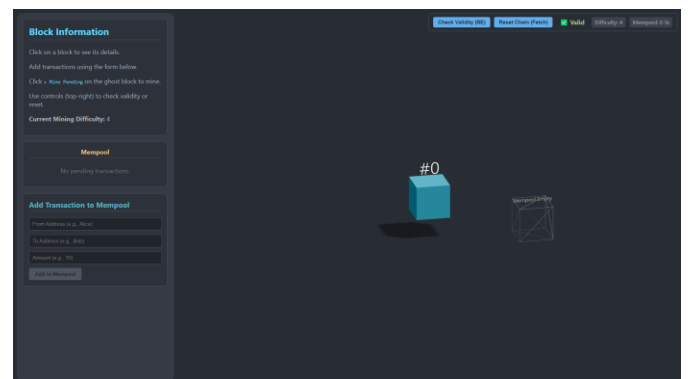 Block Information
Click on a block to see its details.
Add transactions using the form below.
Click + Mine Pending on the ghost block to mine.
Use controls (top-right) to check validity or
reset.
Current Mining Difficulty: 4
Mempool
No pending transactions
Add Transaction to Mempool
From Address (e.g., Alice)
To Address (e.g., Bob)
Amount (e.g., 10)
Add to Mempool
Check Validity (BE)
Reset Chain (Fetch)
Valid
Difficulty 4
Mempool 0
#0
Mempool Empty